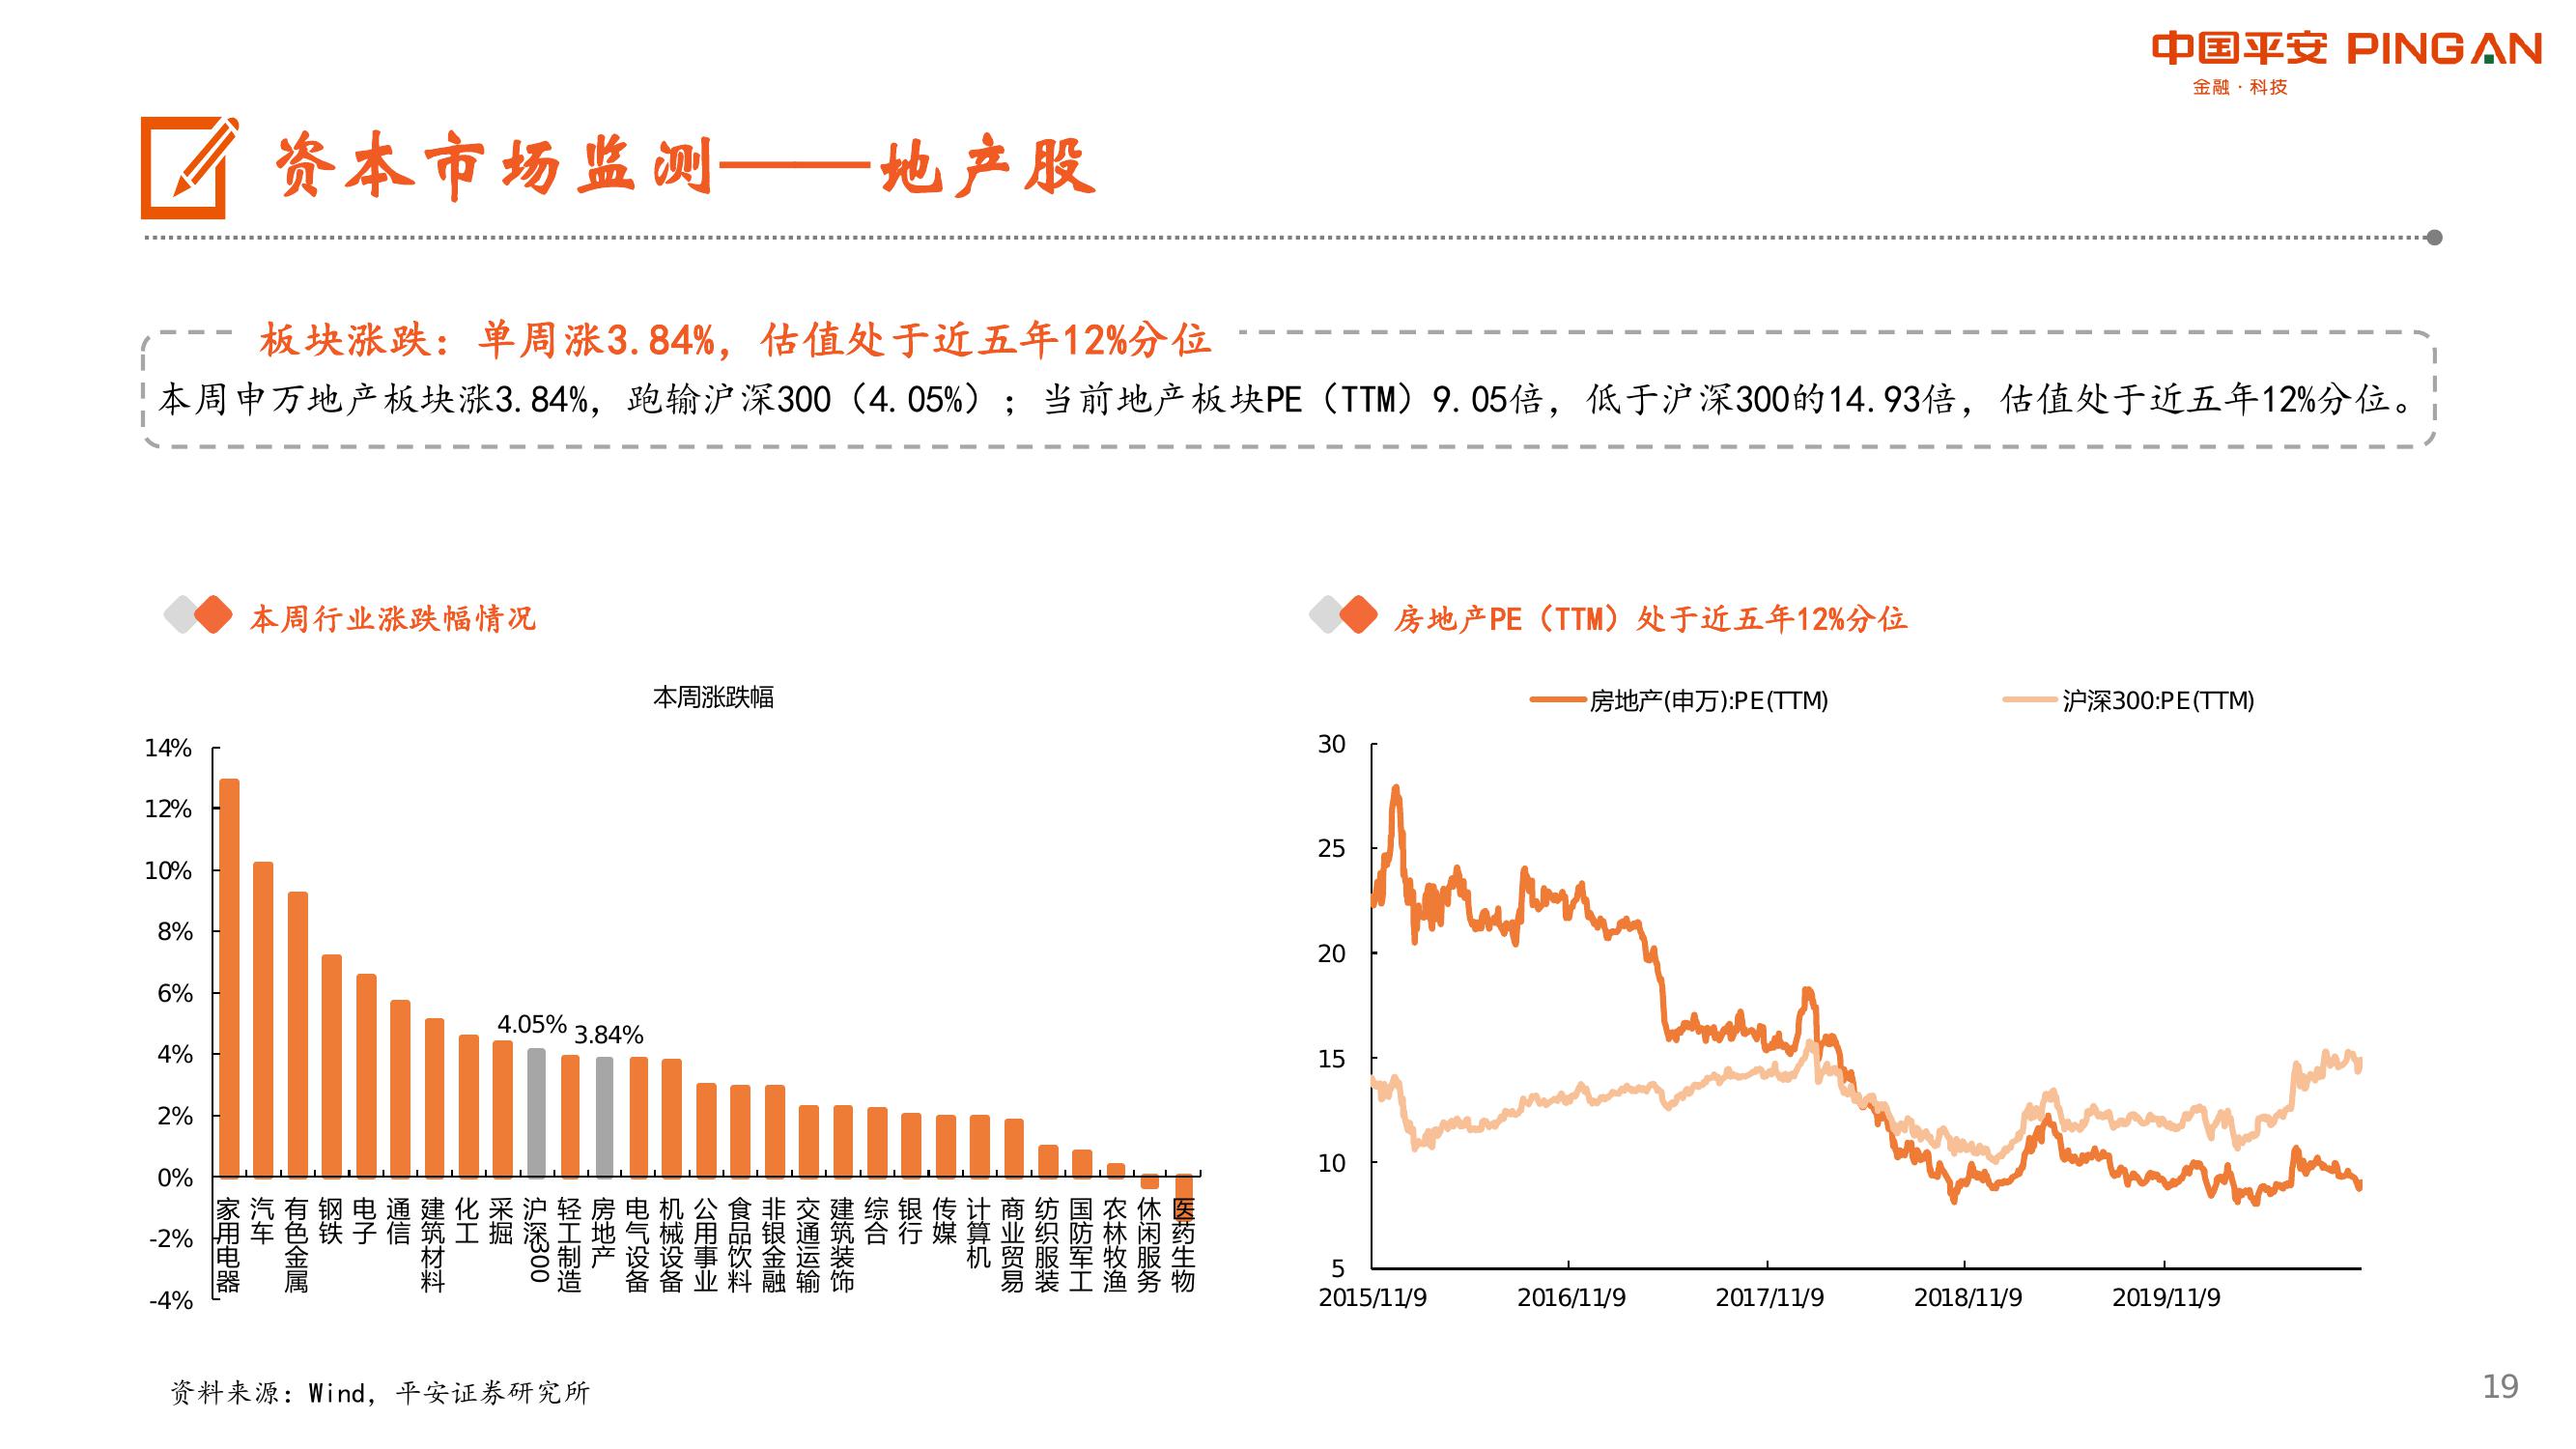 中国平安 PINGAN
金融·科技
资本市场监测——地产股
板块涨跌：单周涨3.84%，估值处于近五年12%分位
本周申万地产板块涨3.84%，跑输沪深300（4.05%）；当前地产板块PE（TTM）9.05倍，低于沪深300的14.93倍，估值处于近五年12%分位。
本周行业涨跌幅情况
本周涨跌幅
14%
12%
10%
8%
6%
4%
2%
0%
-2%
-4%
4.05%
3.84%
家用电器
汽车
有色金属
钢铁
电子
通信
建筑材料
化工
采掘
沪深300
轻工制造
房地产
电气设备
机械设备
公用事业
食品饮料
非银金融
交通运输
建筑装饰
综合
银行
传媒
计算机
商业贸易
纺织服装
国防军工
农林牧渔
休闲服务
医药生物
房地产PE（TTM）处于近五年12%分位
房地产(申万):PE(TTM)
沪深300:PE(TTM)
30
25
20
15
10
5
2015/11/9
2016/11/9
2017/11/9
2018/11/9
2019/11/9
资料来源：Wind，平安证券研究所
19